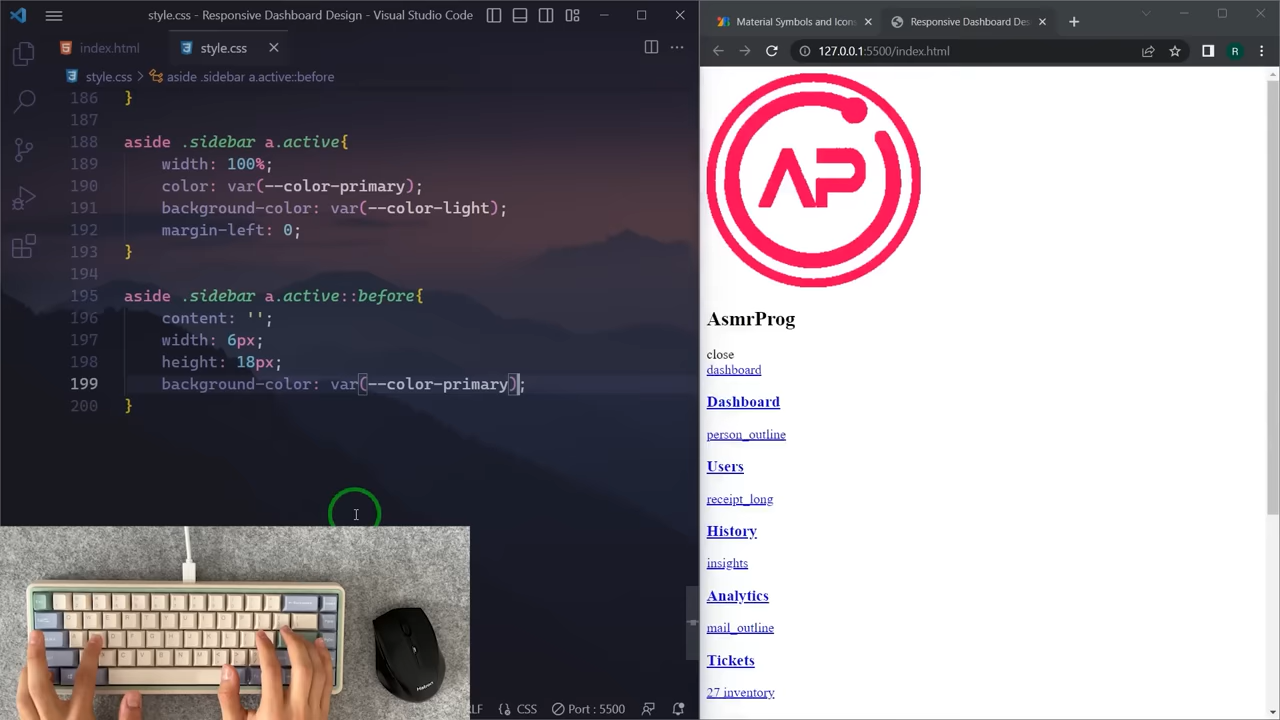 style.css - Responsive Dashboard Design - Visual Studio Code
index.html
style.css
style.css > aside .sidebar a.active::before
186 }
187
188 aside .sidebar a.active{
189 width: 100%;
190 color: var(--color-primary);
191 background-color: var(--color-light);
192 margin-left: 0;
193 }
194
195 aside .sidebar a.active::before{
196 content: '';
197 width: 6px;
198 height: 18px;
199 background-color: var(--color-primary);
200 }
LF
{} CSS
Port : 5500
Material Symbols and Icons
Responsive Dashboard Des
127.0.0.1:5500/index.html
R
AP
AsmrProg
close
dashboard
Dashboard
person_outline
Users
receipt_long
History
insights
Analytics
mail_outline
Tickets
27 inventory